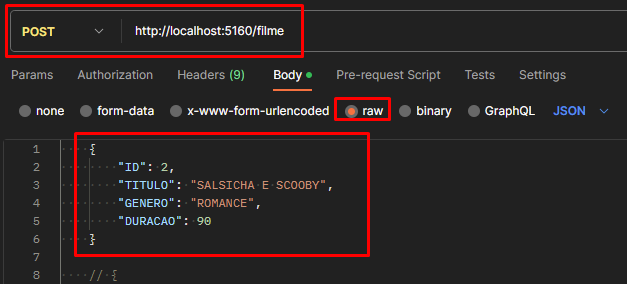 POST http://localhost:5160/filme
Params Authorization Headers (9) Body Pre-request Script Tests Settings
none form-data x-www-form-urlencoded raw binary GraphQL JSON
1 {
2 "ID": 2,
3 "TITULO": "SALSICHA E SCOOBY",
4 "GENERO": "ROMANCE",
5 "DURACAO": 90
6 }
7
8 // {